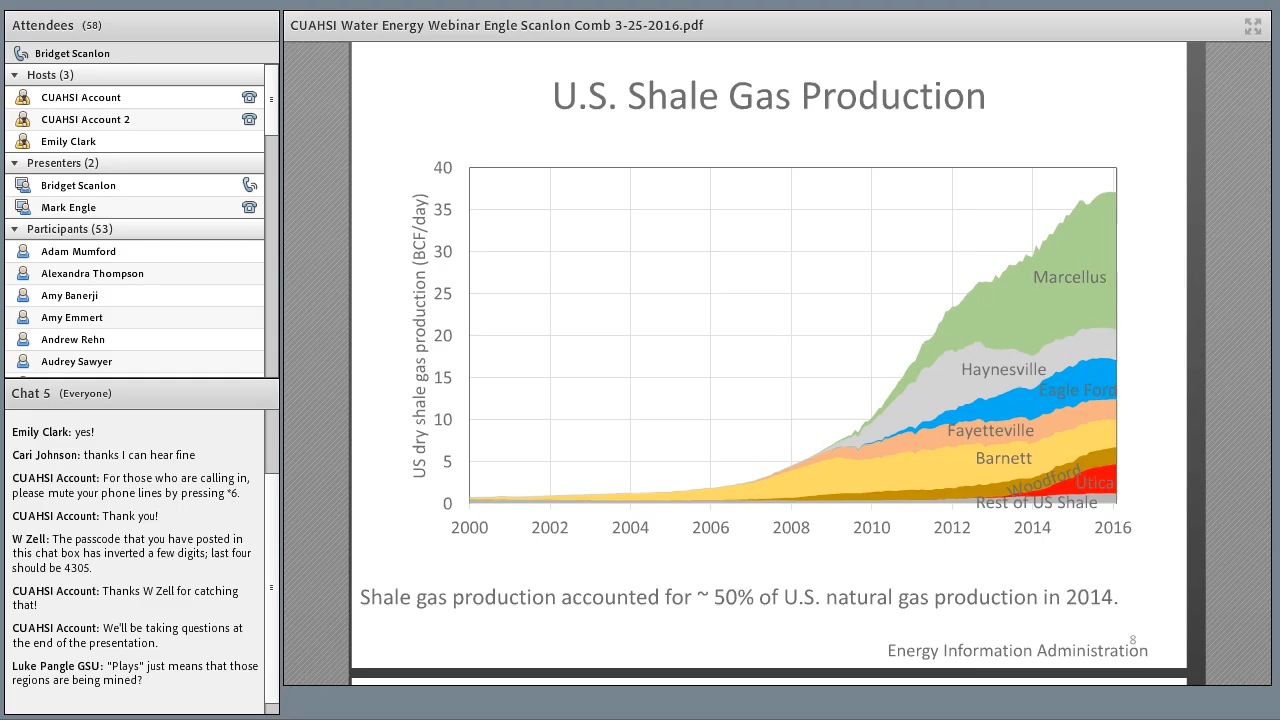 Attendees (58)
Bridget Scanlon
Hosts (3)
CUAHSI Account
CUAHSI Account 2
Emily Clark
Presenters (2)
Bridget Scanlon
Mark Engle
Participants (53)
Adam Mumford
Alexandra Thompson
Amy Banerji
Amy Emmert
Andrew Rehn
Audrey Sawyer
Chat 5 (Everyone)
Emily Clark: yes!
Cari Johnson: thanks I can hear fine
CUAHSI Account: For those who are calling in,
please mute your phone lines by pressing *6.
CUAHSI Account: Thank you!
W Zell: The passcode that you have posted in
this chat box has inverted a few digits; last four
should be 4305.
CUAHSI Account: Thanks W Zell for catching
that!
CUAHSI Account: We'll be taking questions at
the end of the presentation.
Luke Pangle GSU: "Plays" just means that those
regions are being mined?
CUAHSI Water Energy Webinar Engle Scanlon Comb 3-25-2016.pdf
U.S. Shale Gas Production
US dry shale gas production (BCF/day)
40
35
30
25
20
15
10
5
0
Marcellus
Haynesville
Eagle Ford
Fayetteville
Barnett
Woodford
Utica
Rest of US Shale
2000 2002 2004 2006 2008 2010 2012 2014 2016
Shale gas production accounted for ~ 50% of U.S. natural gas production in 2014.
8
Energy Information Administration